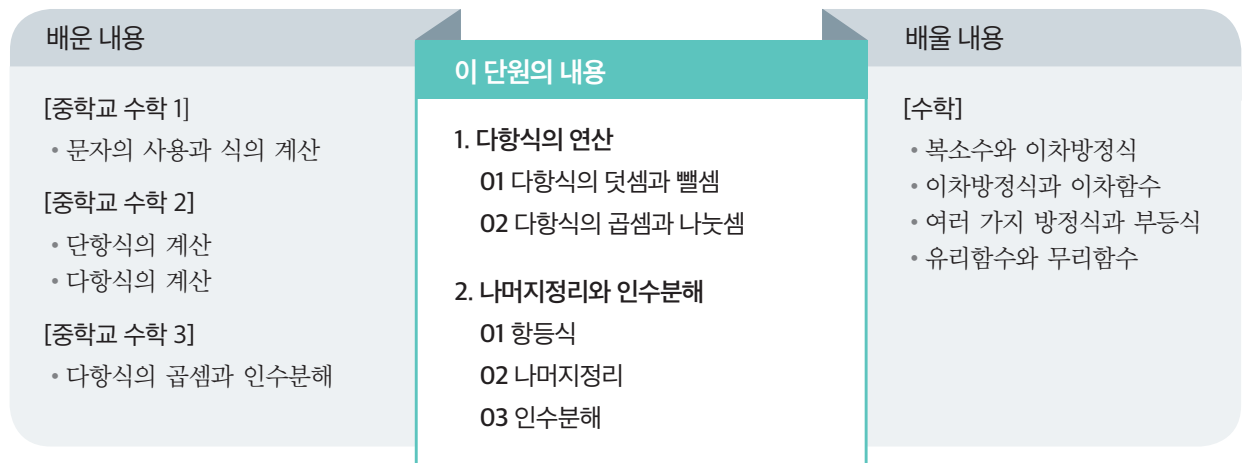 배운 내용
[중학교 수학 1]
• 문자의 사용과 식의 계산
[중학교 수학 2]
• 단항식의 계산
• 다항식의 계산
[중학교 수학 3]
• 다항식의 곱셈과 인수분해
이 단원의 내용
1. 다항식의 연산
01 다항식의 덧셈과 뺄셈
02 다항식의 곱셈과 나눗셈
2. 나머지정리와 인수분해
01 항등식
02 나머지정리
03 인수분해
배울 내용
[수학]
• 복소수와 이차방정식
• 이차방정식과 이차함수
• 여러 가지 방정식과 부등식
• 유리함수와 무리함수